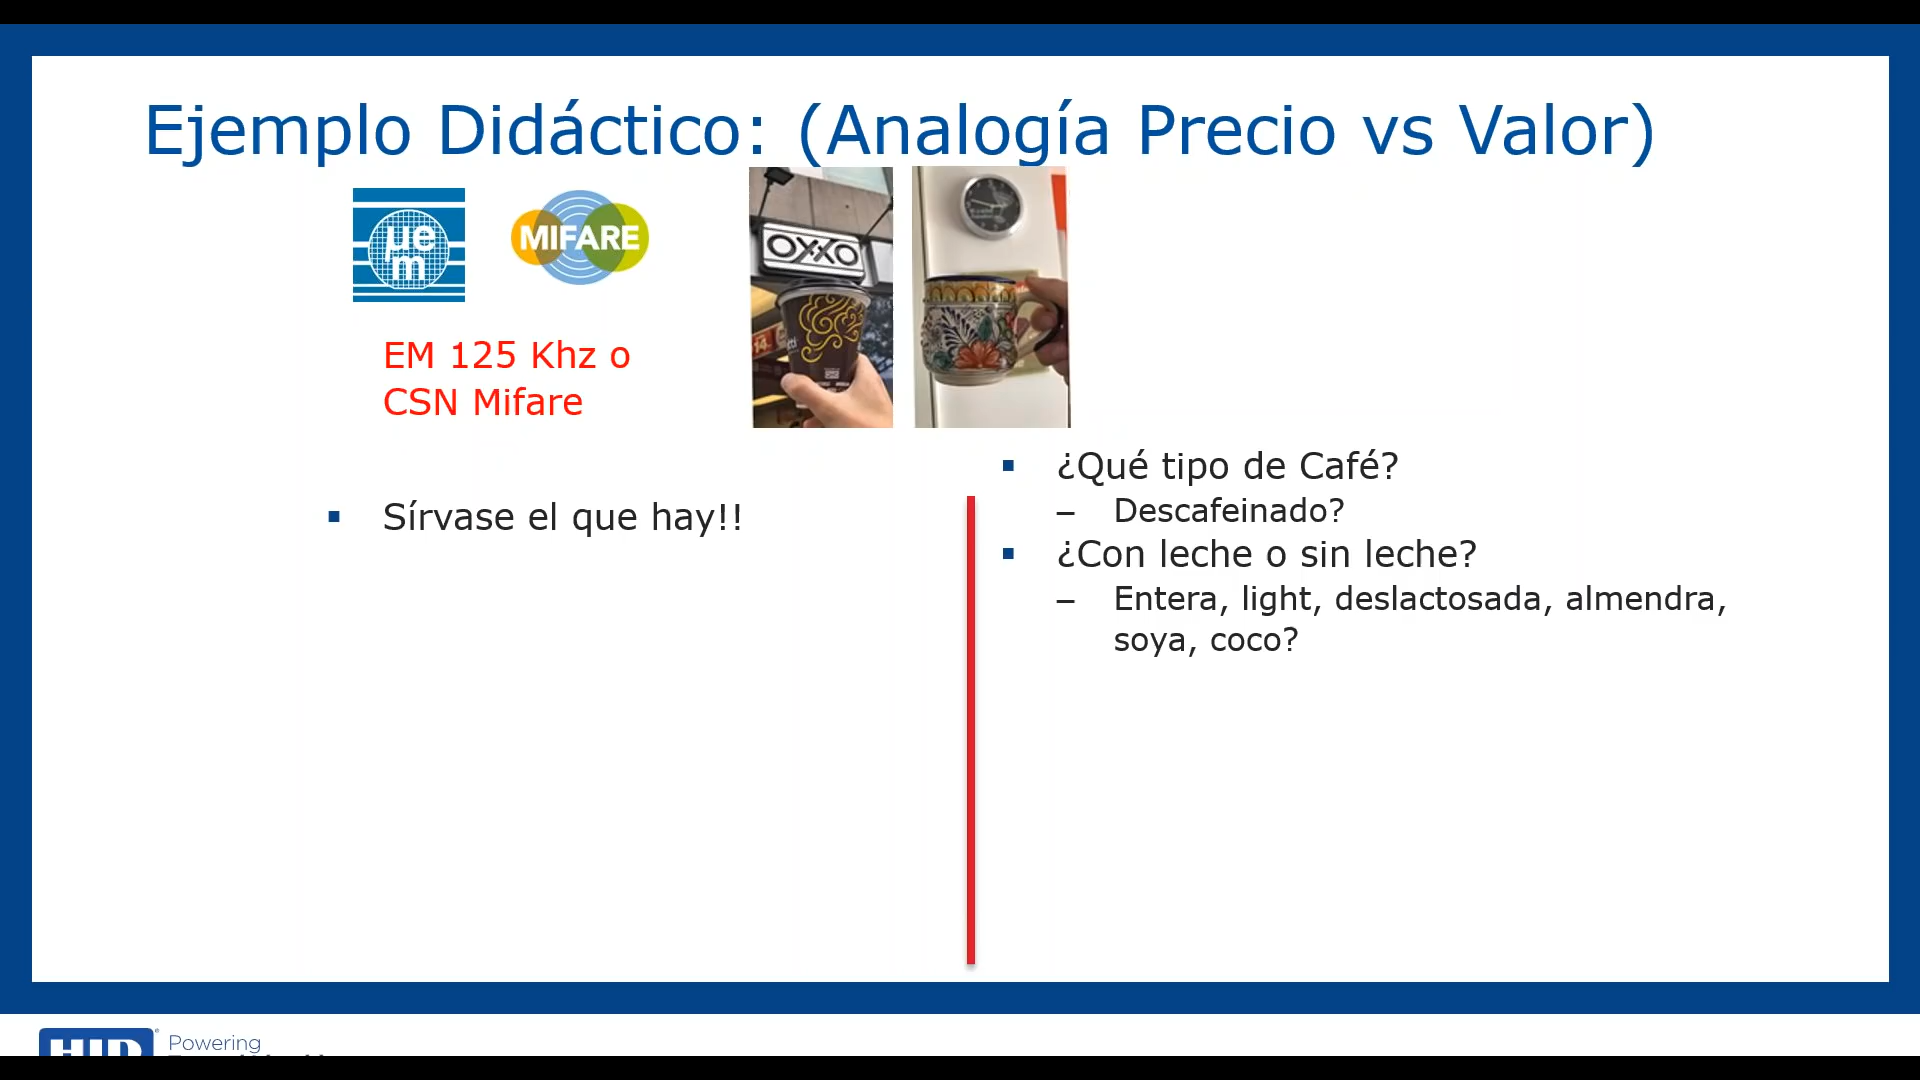 Ejemplo Didáctico: (Analogía Precio vs Valor)
µe
m
MIFARE
OXXO
EM 125 Khz o
CSN Mifare
▪ Sírvase el que hay!!
▪ ¿Qué tipo de Café?
– Descafeinado?
▪ ¿Con leche o sin leche?
– Entera, light, deslactosada, almendra,
soya, coco?
HID
Powering